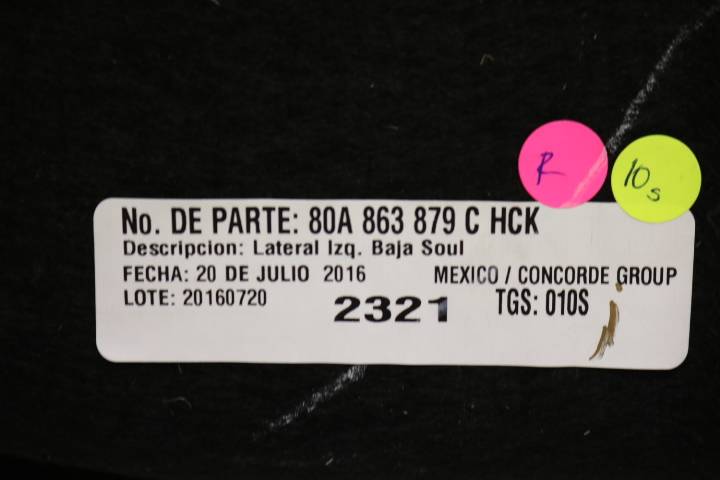 R
10s
No. DE PARTE: 80A 863 879 C HCK
Descripcion: Lateral Izq. Baja Soul
FECHA: 20 DE JULIO 2016 MEXICO / CONCORDE GROUP
LOTE: 20160720 2321 TGS: 010S